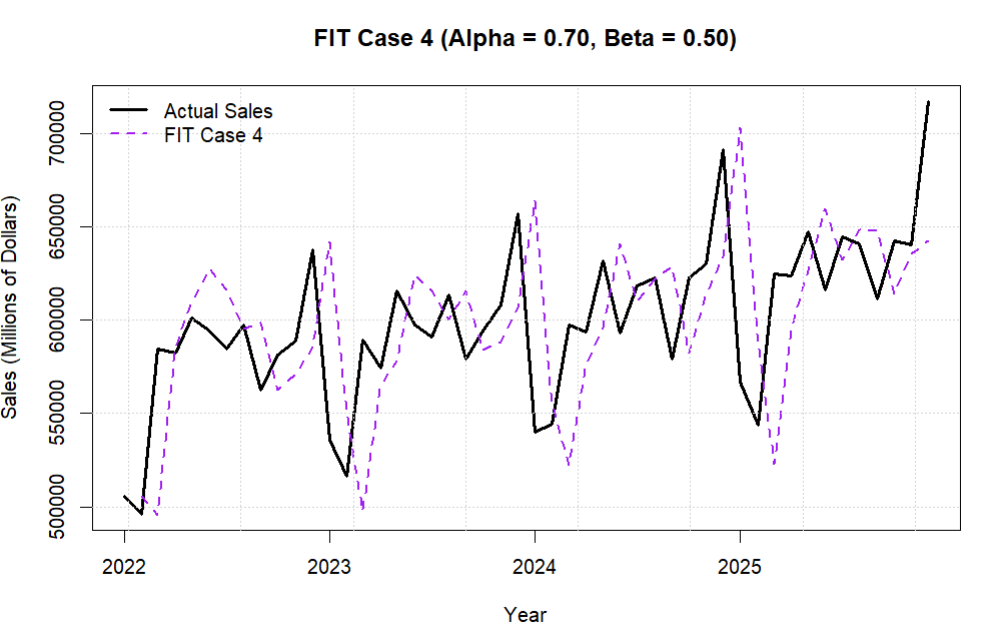 FIT Case 4 (Alpha = 0.70, Beta = 0.50)
Actual Sales
FIT Case 4
Sales (Millions of Dollars)
700000
650000
600000
550000
500000
2022 2023 2024 2025
Year